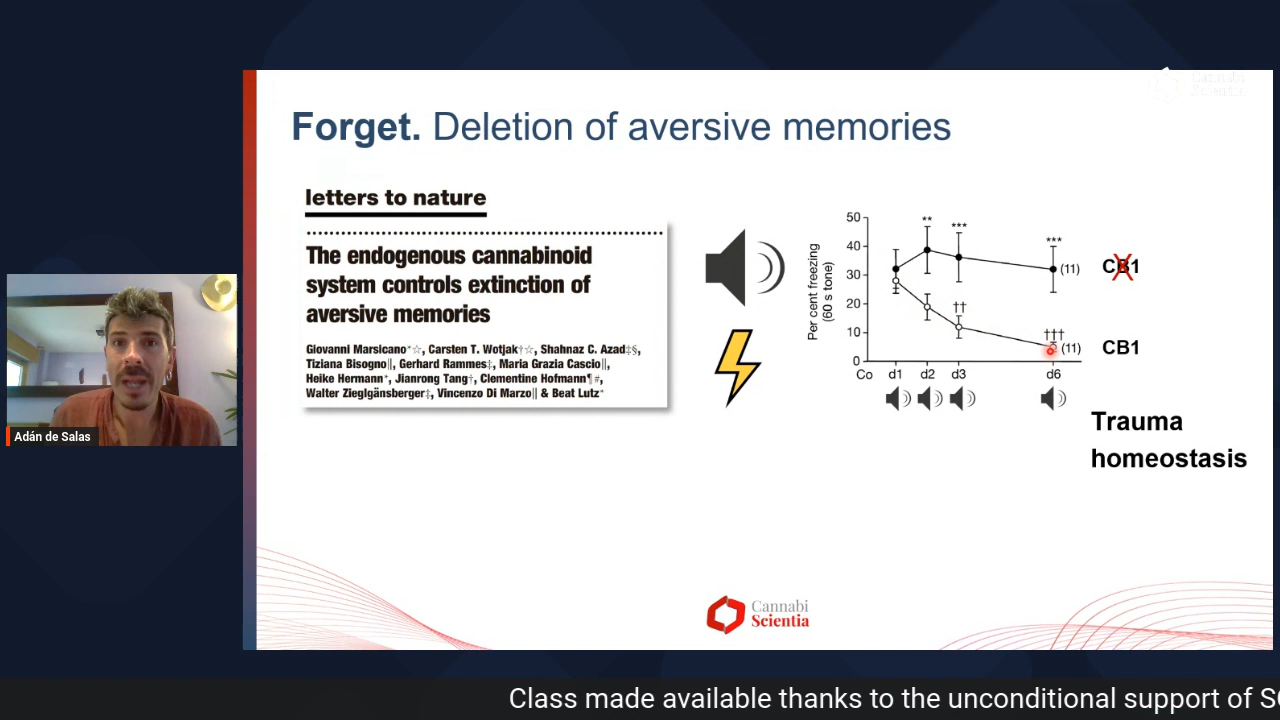 Cannabi
Scientia
Forget. Deletion of aversive memories
letters to nature
The endogenous cannabinoid
system controls extinction of
aversive memories
Giovanni Marsicano*☆, Carsten T. Wotjak†☆, Shahnaz C. Azad‡§,
Tiziana Bisogno||, Gerhard Rammes‡, Maria Grazia Cascio||,
Heike Hermann*, Jianrong Tang†, Clementine Hofmann¶#,
Walter Zieglgänsberger‡, Vincenzo Di Marzo|| & Beat Lutz*
Per cent freezing
(60 s tone)
50
40
30
20
10
0
** *** ***
†† †††
(11)
(11)
Co d1 d2 d3 d6
CB1
CB1
Trauma
homeostasis
Adán de Salas
Cannabi
Scientia
Class made available thanks to the unconditional support of